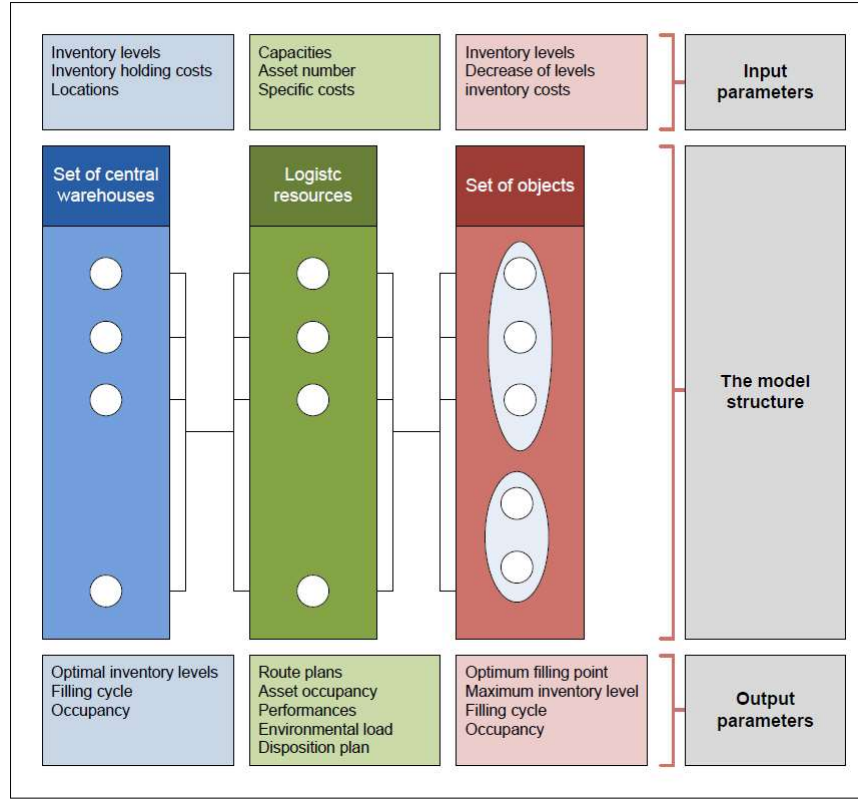 Inventory levels
Inventory holding costs
Locations
Capacities
Asset number
Specific costs
Inventory levels
Decrease of levels
inventory costs
Input
parameters
Set of central
warehouses
Logistc
resources
Set of objects
The model
structure
Optimal inventory levels
Filling cycle
Occupancy
Route plans
Asset occupancy
Performances
Environmental load
Disposition plan
Optimum filling point
Maximum inventory level
Filling cycle
Occupancy
Output
parameters